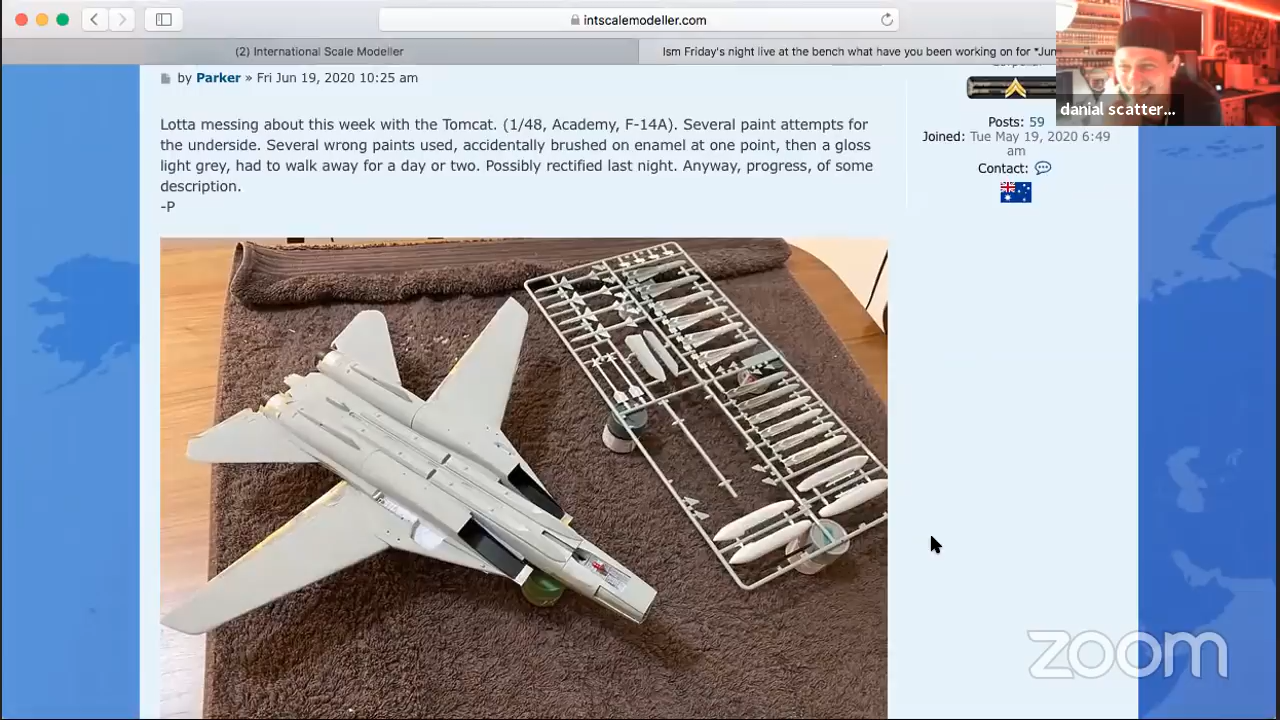 intscalemodeller.com
(2) International Scale Modeller
Ism Friday's night live at the bench what have you been working on for "Jun
danial scatter...
by Parker » Fri Jun 19, 2020 10:25 am
Lotta messing about this week with the Tomcat. (1/48, Academy, F-14A). Several paint attempts for
the underside. Several wrong paints used, accidentally brushed on enamel at one point, then a gloss
light grey, had to walk away for a day or two. Possibly rectified last night. Anyway, progress, of some
description.
-P
Posts: 59
Joined: Tue May 19, 2020 6:49
am
Contact:
zoom